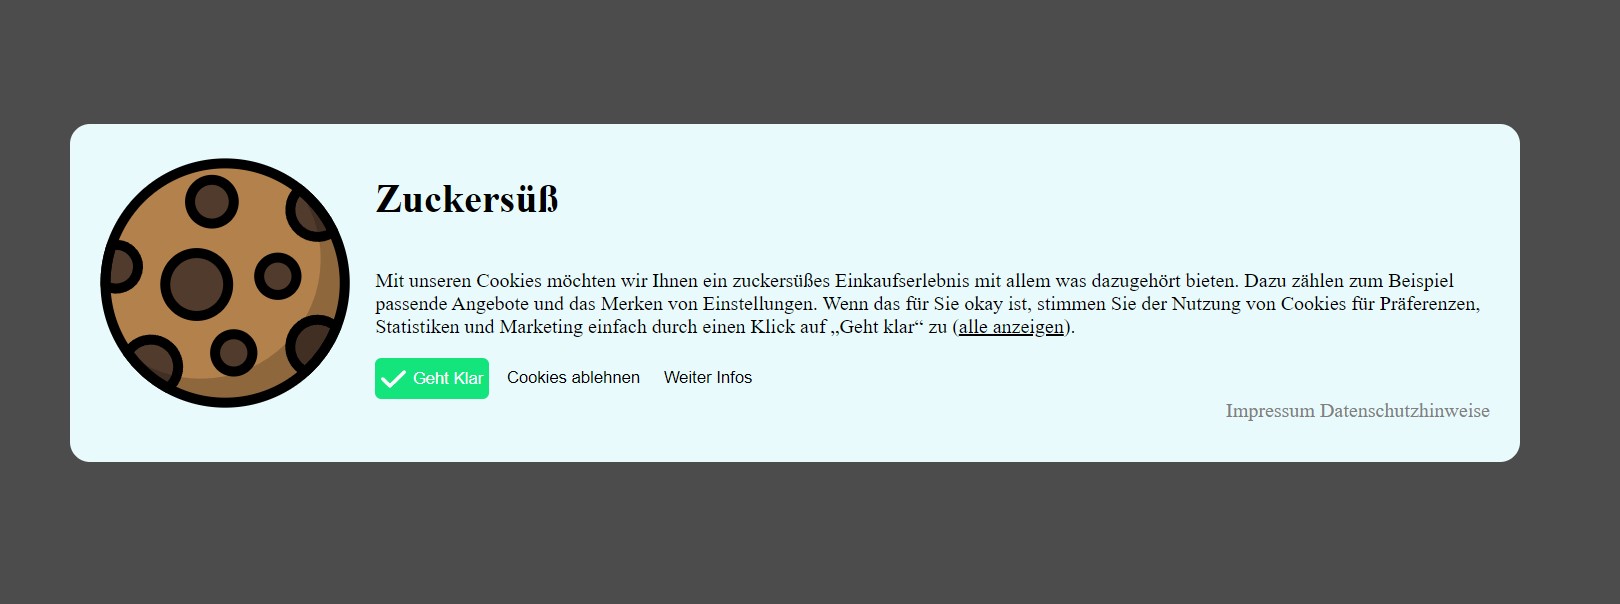 Zuckersüß
Mit unseren Cookies möchten wir Ihnen ein zuckersüßes Einkaufserlebnis mit allem was dazugehört bieten. Dazu zählen zum Beispiel
passende Angebote und das Merken von Einstellungen. Wenn das für Sie okay ist, stimmen Sie der Nutzung von Cookies für Präferenzen,
Statistiken und Marketing einfach durch einen Klick auf „Geht klar“ zu (alle anzeigen).
Geht Klar Cookies ablehnen Weiter Infos
Impressum Datenschutzhinweise